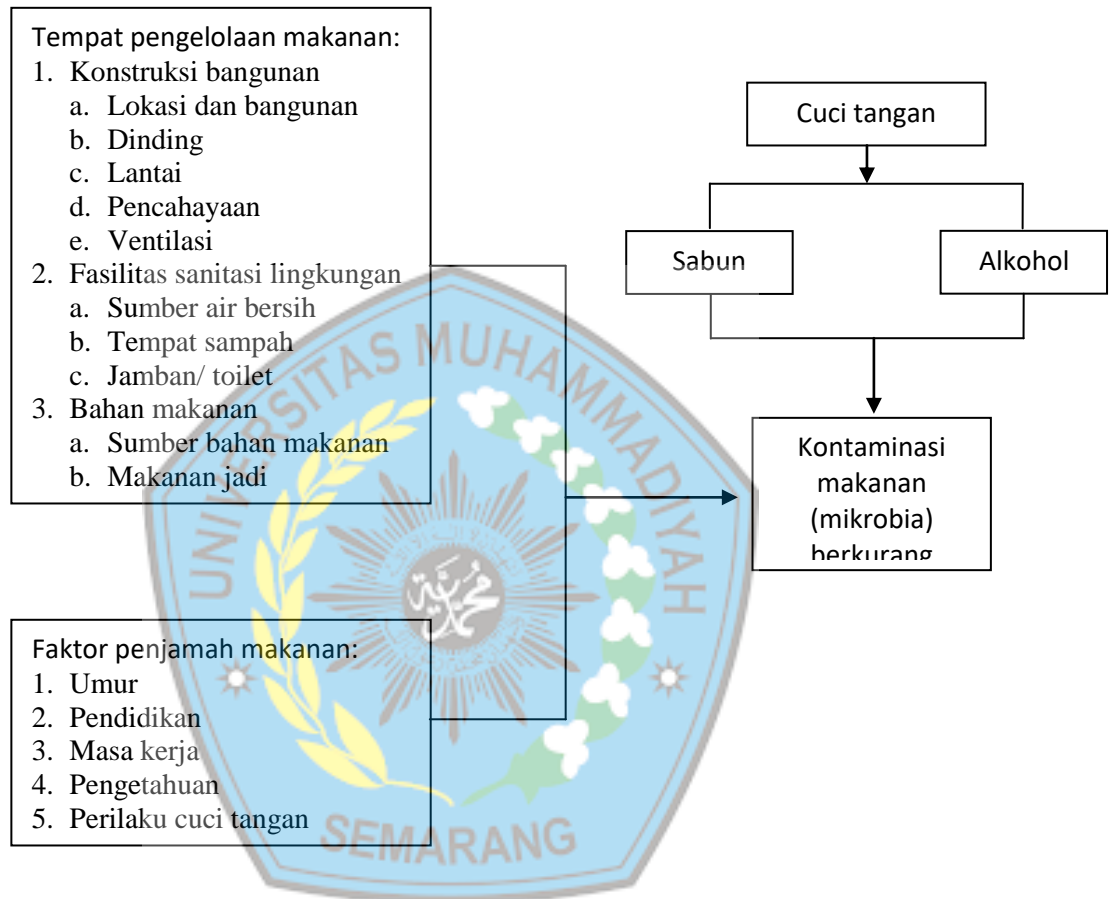 Tempat pengelolaan makanan:
1. Konstruksi bangunan
a. Lokasi dan bangunan
b. Dinding
c. Lantai
d. Pencahayaan
e. Ventilasi
2. Fasilitas sanitasi lingkungan
a. Sumber air bersih
b. Tempat sampah
c. Jamban/ toilet
3. Bahan makanan
a. Sumber bahan makanan
b. Makanan jadi
Faktor penjamah makanan:
1. Umur
2. Pendidikan
3. Masa kerja
4. Pengetahuan
5. Perilaku cuci tangan
Cuci tangan
Sabun
Alkohol
Kontaminasi
makanan
(mikrobia)
berkurang
UNIVERSITAS MUHAMMADIYAH
SEMARANG